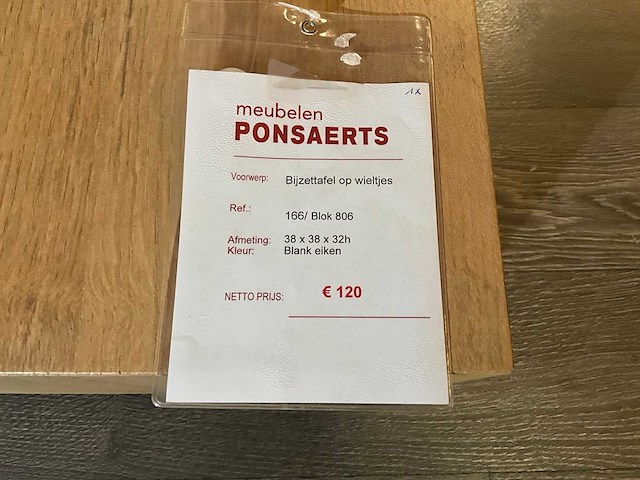 1x
meubelen
PONSAERTS
Voorwerp: Bijzettafel op wieltjes
Ref.: 166/ Blok 806
Afmeting: 38 x 38 x 32h
Kleur: Blank eiken
NETTO PRIJS: € 120